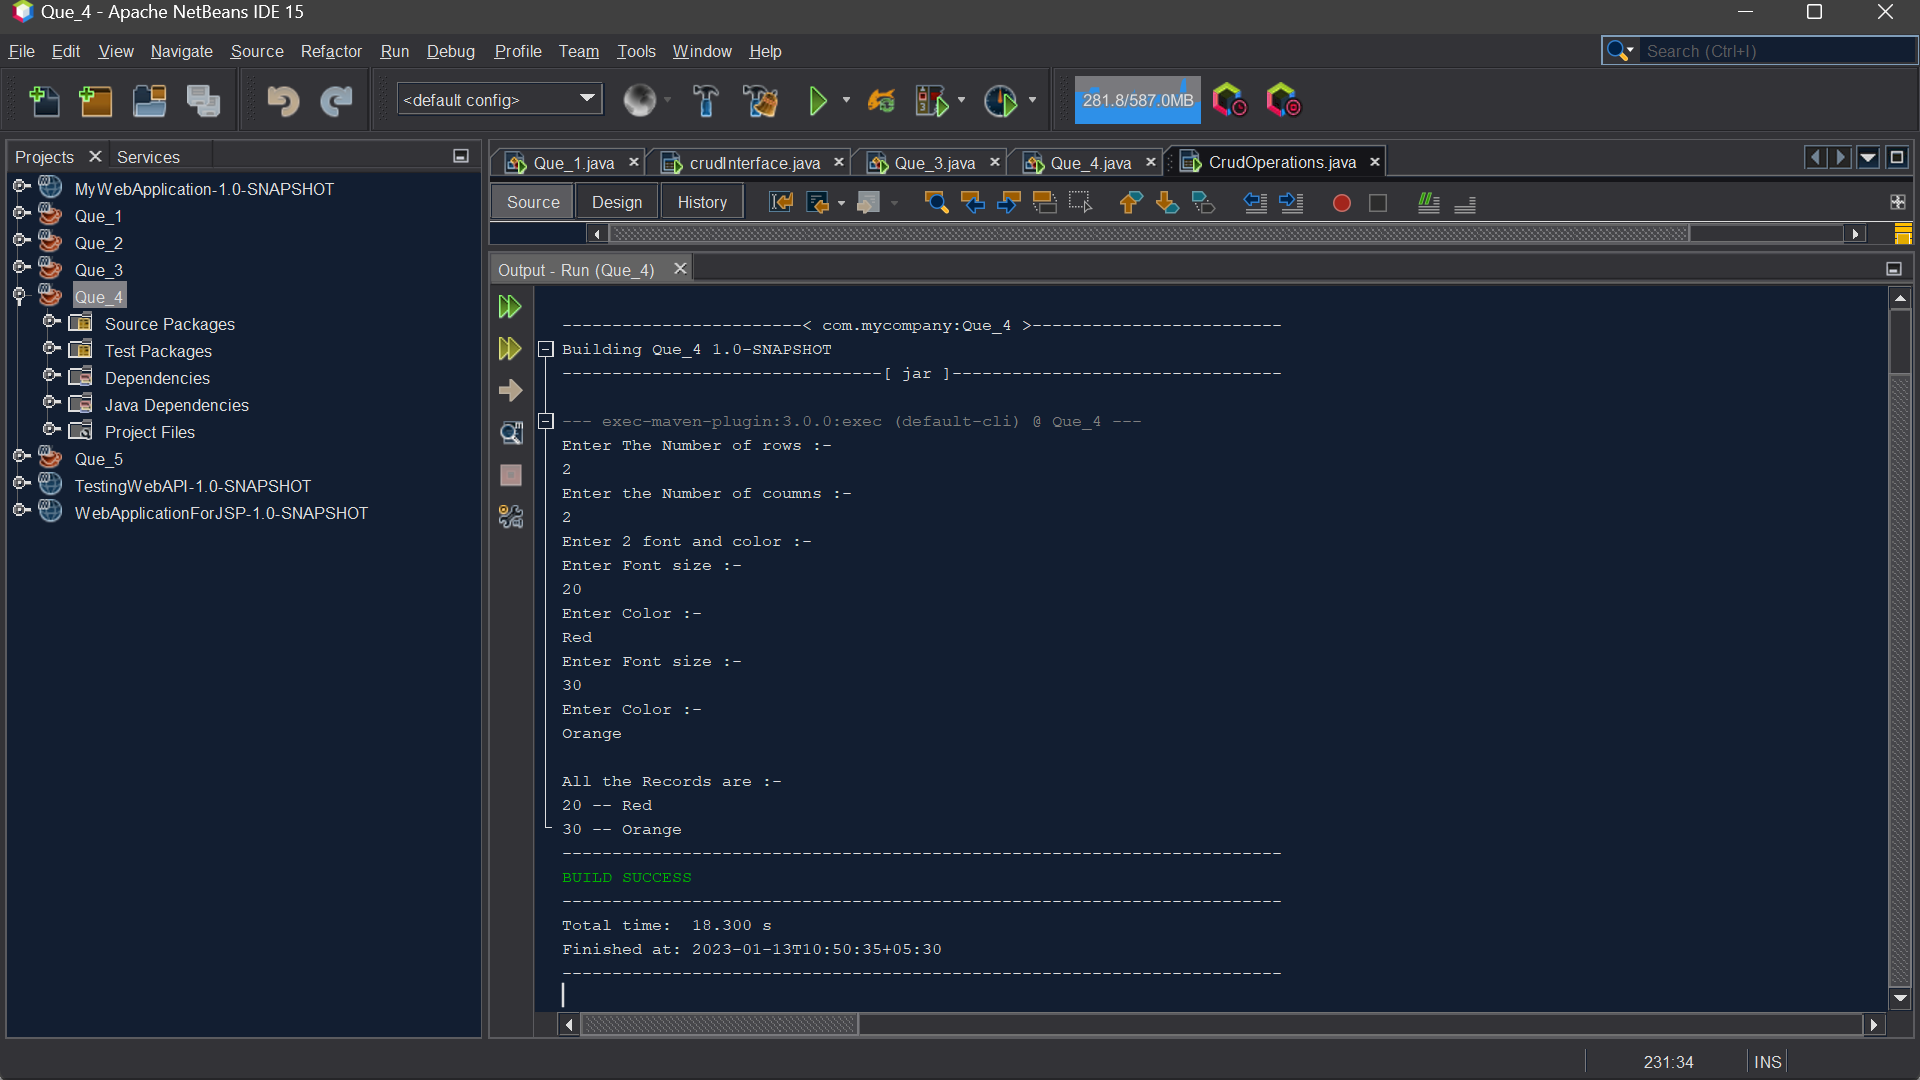 Que_4 - Apache NetBeans IDE 15
File Edit View Navigate Source Refactor Run Debug Profile Team Tools Window Help
Search (Ctrl+I)
<default config>
281.8/587.0MB
Projects Services
MyWebApplication-1.0-SNAPSHOT
Que_1
Que_2
Que_3
Que_4
Source Packages
Test Packages
Dependencies
Java Dependencies
Project Files
Que_5
TestingWebAPI-1.0-SNAPSHOT
WebApplicationForJSP-1.0-SNAPSHOT
Que_1.java crudInterface.java Que_3.java Que_4.java CrudOperations.java
Source Design History
Output - Run (Que_4)
------------------------< com.mycompany:Que_4 >-------------------------
Building Que_4 1.0-SNAPSHOT
--------------------------------[ jar ]---------------------------------
--- exec-maven-plugin:3.0.0:exec (default-cli) @ Que_4 ---
Enter The Number of rows :-
2
Enter the Number of coumns :-
2
Enter 2 font and color :-
Enter Font size :-
20
Enter Color :-
Red
Enter Font size :-
30
Enter Color :-
Orange
All the Records are :-
20 -- Red
30 -- Orange
------------------------------------------------------------------------
BUILD SUCCESS
------------------------------------------------------------------------
Total time:  18.300 s
Finished at: 2023-01-13T10:50:35+05:30
------------------------------------------------------------------------
231:34 INS